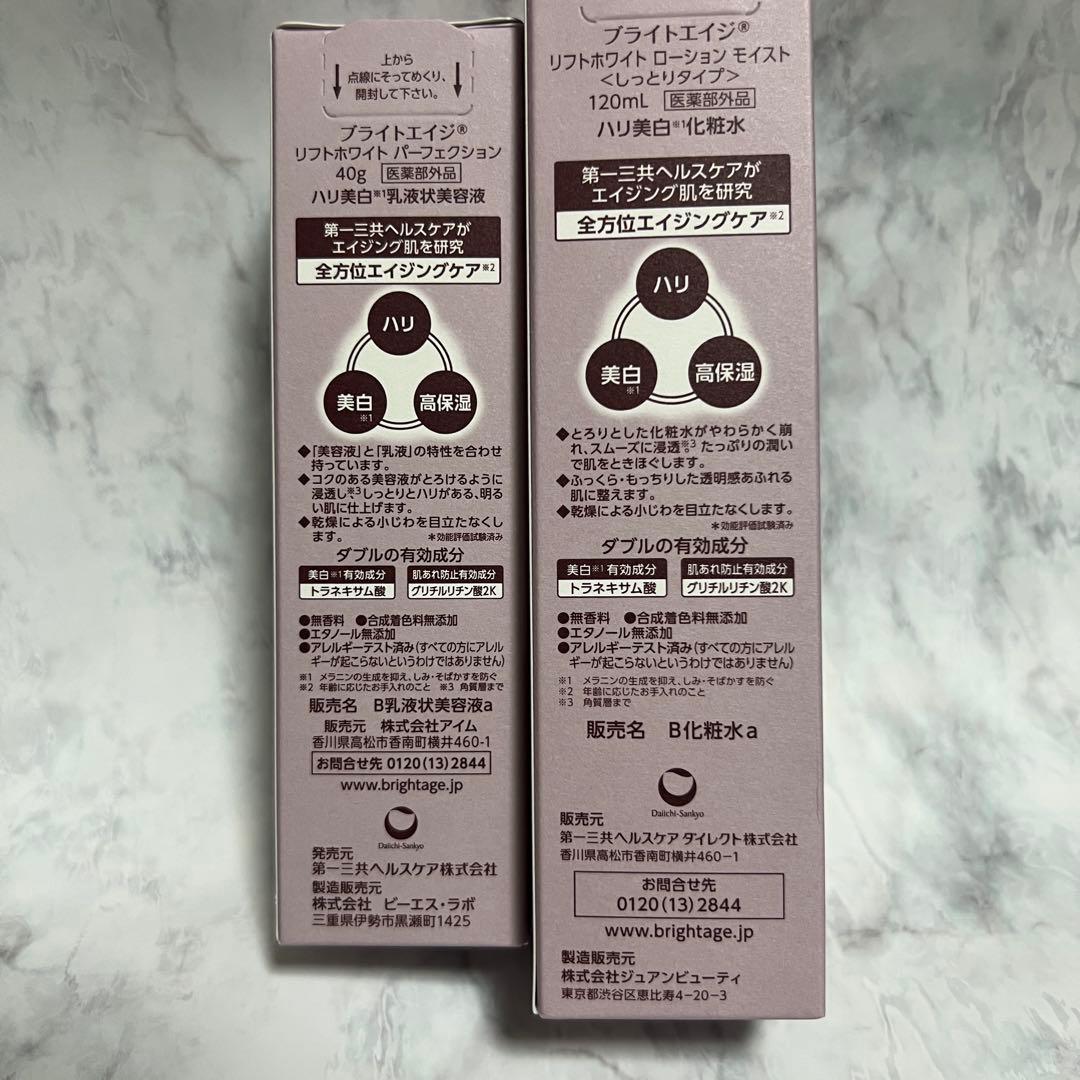 上から
点線にそってめくり、
開封して下さい。
ブライトエイジ®
リフトホワイト パーフェクション
40g 医薬部外品
ハリ美白※1乳液状美容液
第一三共ヘルスケアが
エイジング肌を研究
全方位エイジングケア※2
ハリ
美白※1
高保湿
◆「美容液」と「乳液」の特性を合わせ
持っています。
◆コクのある美容液がとろけるように
浸透し、※3しっとりとハリがある、明る
い肌に仕上げます。
◆乾燥による小じわを目立たなくし
ます。 ＊効能評価試験済み
ダブルの有効成分
美白※1有効成分
トラネキサム酸
肌あれ防止有効成分
グリチルリチン酸2K
●無香料 ●合成着色料無添加
●エタノール無添加
●アレルギーテスト済み(すべての方にアレル
ギーが起こらないというわけではありません)
※1 メラニンの生成を抑え、しみ・そばかすを防ぐ
※2 年齢に応じたお手入れのこと ※3 角質層まで
販売名 B乳液状美容液a
販売元 株式会社アイム
香川県高松市香南町横井460-1
お問合せ先 0120(13)2844
www.brightage.jp
Daiichi-Sankyo
発売元
第一三共ヘルスケア株式会社
製造販売元
株式会社 ピーエス・ラボ
三重県伊勢市黒瀬町1425
ブライトエイジ®
リフトホワイト ローション モイスト
＜しっとりタイプ＞
120mL 医薬部外品
ハリ美白※1化粧水
第一三共ヘルスケアが
エイジング肌を研究
全方位エイジングケア※2
ハリ
美白※1
高保湿
◆とろりとした化粧水がやわらかく崩
れ、スムーズに浸透※3。たっぷりの潤い
で肌をときほぐします。
◆ふっくら・もっちりした透明感あふれる
肌に整えます。
◆乾燥による小じわを目立たなくします。
＊効能評価試験済み
ダブルの有効成分
美白※1有効成分
トラネキサム酸
肌あれ防止有効成分
グリチルリチン酸2K
●無香料 ●合成着色料無添加
●エタノール無添加
●アレルギーテスト済み(すべての方にアレル
ギーが起こらないというわけではありません)
※1 メラニンの生成を抑え、しみ・そばかすを防ぐ
※2 年齢に応じたお手入れのこと
※3 角質層まで
販売名 B化粧水a
Daiichi-Sankyo
販売元
第一三共ヘルスケア ダイレクト株式会社
香川県高松市香南町横井460−1
お問合せ先
0120(13)2844
www.brightage.jp
製造販売元
株式会社ジュアンビューティ
東京都渋谷区恵比寿4−20−3